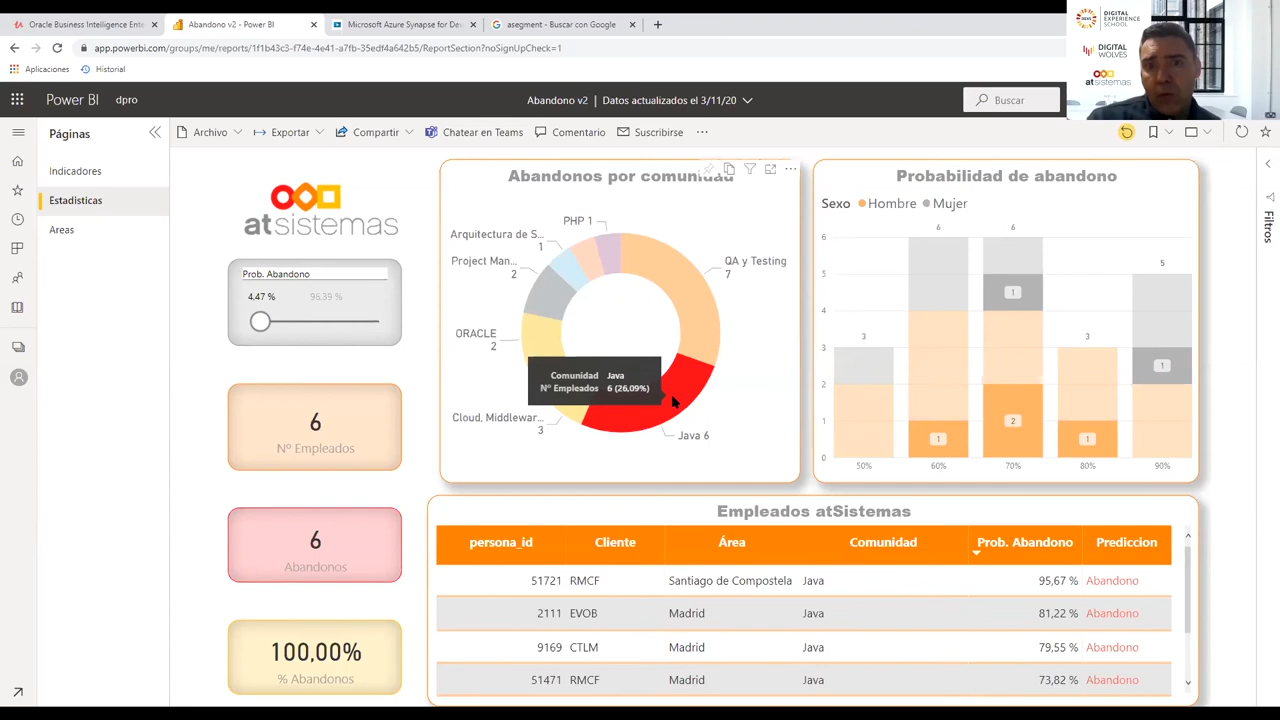 Oracle Business Intelligence Ente
Abandono v2 - Power BI
Microsoft Azure Synapse for De
asegment - Buscar con Google
app.powerbi.com/groups/me/reports/1f1b43c3-f74e-4e41-a7fb-35edf4a642b5/ReportSection?noSignUpCheck=1
Aplicaciones
Historial
DIGITAL
EXPERIENCE
SCHOOL
DIGITAL
WOLVES
atsistemas
Power BI
dpro
Abandono v2 | Datos actualizados el 3/11/20
Buscar
Páginas
Archivo
Exportar
Compartir
Chatear en Teams
Comentario
Suscribirse
Indicadores
Estadisticas
Areas
Filtros
atsistemas
Prob. Abandono
4,47 %
96,39 %
6
Nº Empleados
6
Abandonos
100,00%
% Abandonos
Abandonos por comunidad
PHP 1
Arquitectura de S...
1
Project Man...
2
ORACLE
2
Cloud, Middlewar...
3
QA y Testing
7
Java 6
Comunidad Java
Nº Empleados 6 (26,09%)
Probabilidad de abandono
Sexo Hombre Mujer
6
5
4
3
2
1
0
3
6
6
3
5
1
1
2
1
1
50%
60%
70%
80%
90%
Empleados atSistemas
persona_id Cliente Área Comunidad Prob. Abandono Prediccion
51721 RMCF Santiago de Compostela Java 95,67 % Abandono
2111 EVOB Madrid Java 81,22 % Abandono
9169 CTLM Madrid Java 79,55 % Abandono
51471 RMCF Madrid Java 73,82 % Abandono